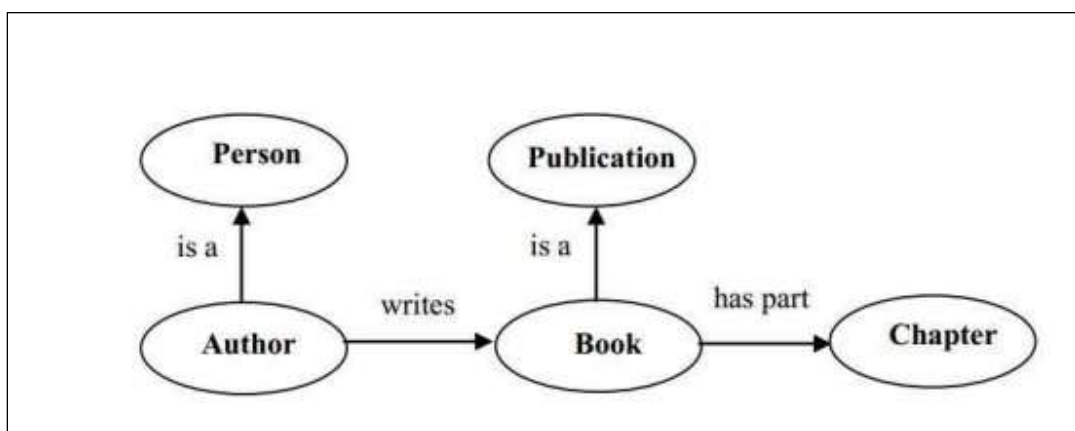 Person
Publication
is a
is a
writes
has part
Author
Book
Chapter